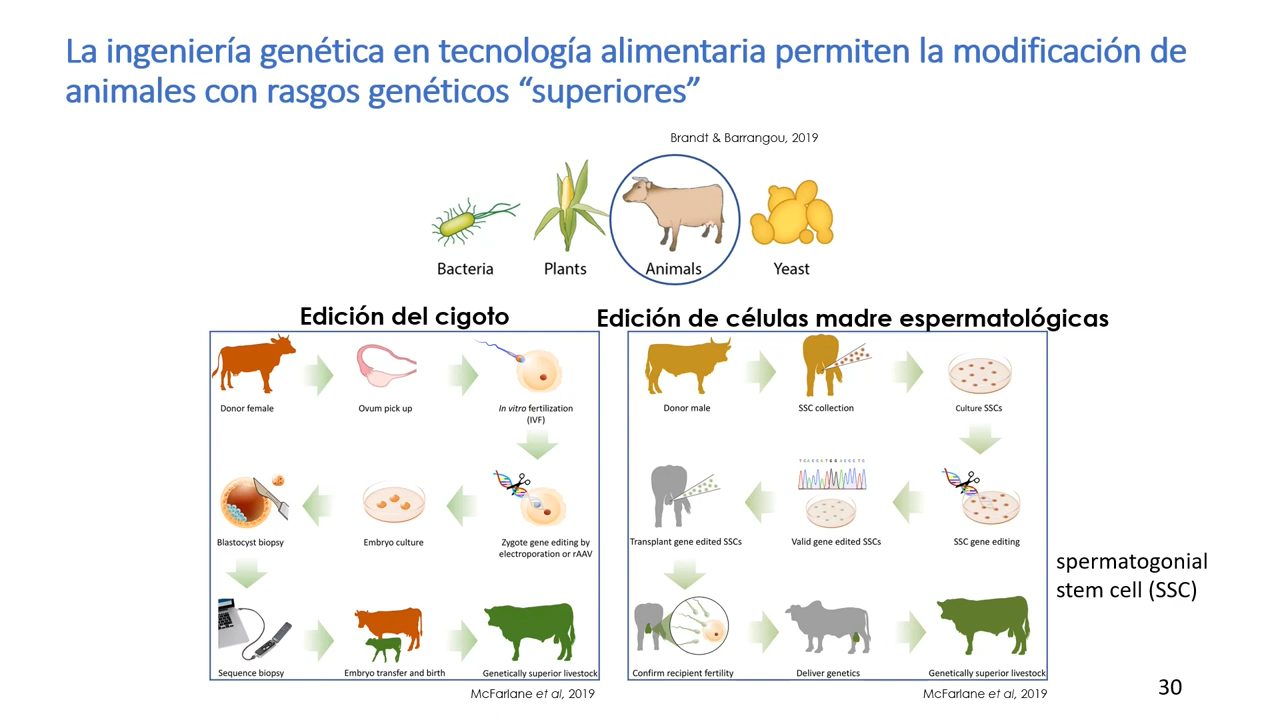 La ingeniería genética en tecnología alimentaria permiten la modificación de
animales con rasgos genéticos “superiores”
Brandt & Barrangou, 2019
Bacteria
Plants
Animals
Yeast
Edición del cigoto
Donor female
Ovum pick up
In vitro fertilization
(IVF)
Blastocyst biopsy
Embryo culture
Zygote gene editing by
electroporation or rAAV
Sequence biopsy
Embryo transfer and birth
Genetically superior livestock
McFarlane et al, 2019
Edición de células madre espermatológicas
Donor male
SSC collection
Culture SSCs
Transplant gene edited SSCs
Valid gene edited SSCs
SSC gene editing
Confirm recipient fertility
Deliver genetics
Genetically superior livestock
McFarlane et al, 2019
spermatogonial
stem cell (SSC)
30